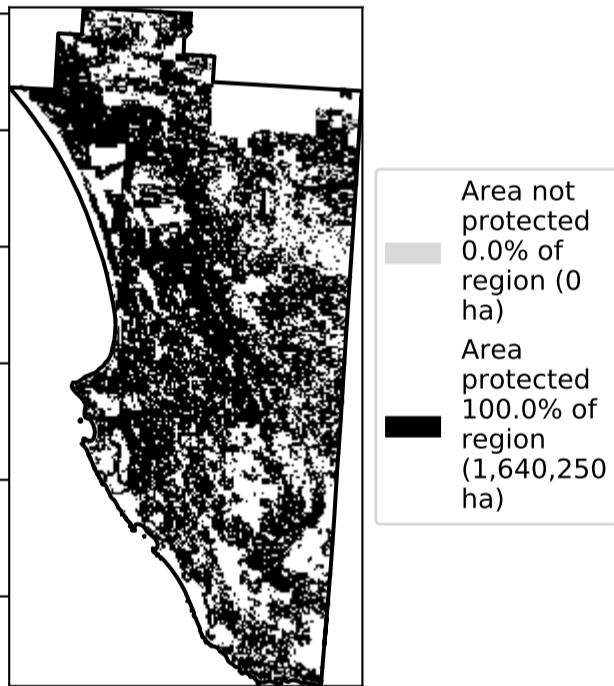 Area not
protected
0.0% of
region (0
ha)
Area
protected
100.0% of
region
(1,640,250
ha)